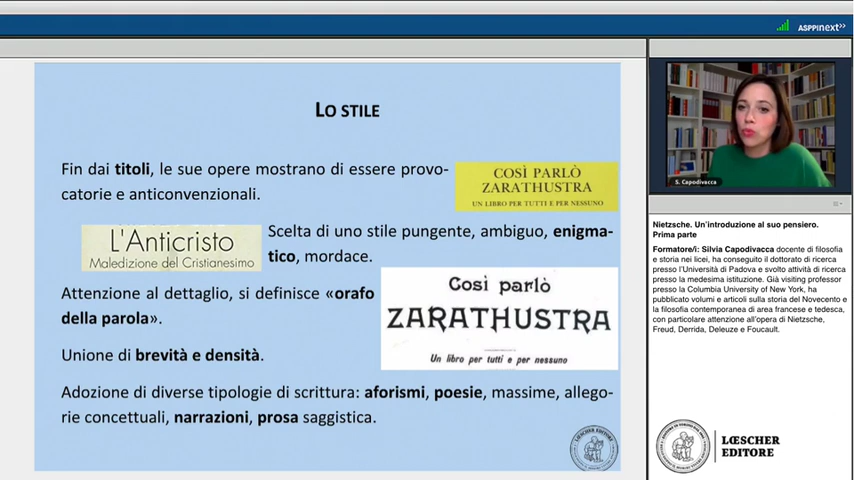 ASPPInext>>
LO STILE
Fin dai titoli, le sue opere mostrano di essere provo-
catorie e anticonvenzionali.
COSÌ PARLÒ
ZARATHUSTRA
UN LIBRO PER TUTTI E PER NESSUNO
L'Anticristo
Maledizione del Cristianesimo
Scelta di uno stile pungente, ambiguo, enigma-
tico, mordace.
Attenzione al dettaglio, si definisce «orafo
della parola».
Così parlò
ZARATHUSTRA
Un libro per tutti e per nessuno
Unione di brevità e densità.
Adozione di diverse tipologie di scrittura: aforismi, poesie, massime, allego-
rie concettuali, narrazioni, prosa saggistica.
S. Capodivacca
Nietzsche. Un'introduzione al suo pensiero.
Prima parte
Formatore/i: Silvia Capodivacca docente di filosofia
e storia nei licei, ha conseguito il dottorato di ricerca
presso l'Università di Padova e svolto attività di ricerca
presso la medesima istituzione. Già visiting professor
presso la Columbia University of New York, ha
pubblicato volumi e articoli sulla storia del Novecento e
la filosofia contemporanea di area francese e tedesca,
con particolare attenzione all'opera di Nietzsche,
Freud, Derrida, Deleuze e Foucault.
LŒSCHER
EDITORE